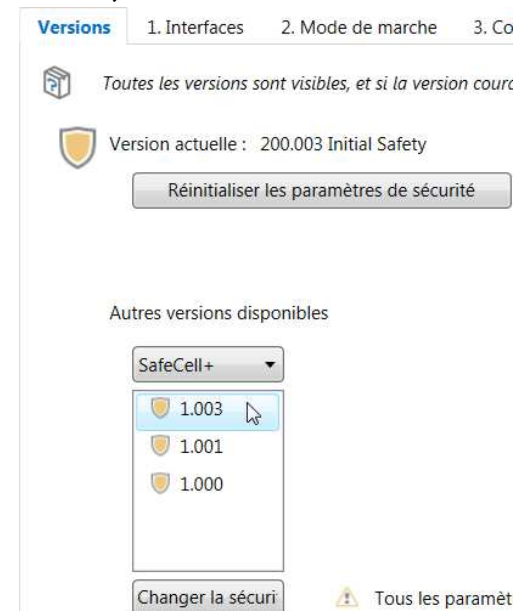 Versions 1. Interfaces 2. Mode de marche 3. Co
Toutes les versions sont visibles, et si la version cour
Version actuelle : 200.003 Initial Safety
Réinitialiser les paramètres de sécurité
Autres versions disponibles
SafeCell+
1.003
1.001
1.000
Changer la sécuri
Tous les paramèt